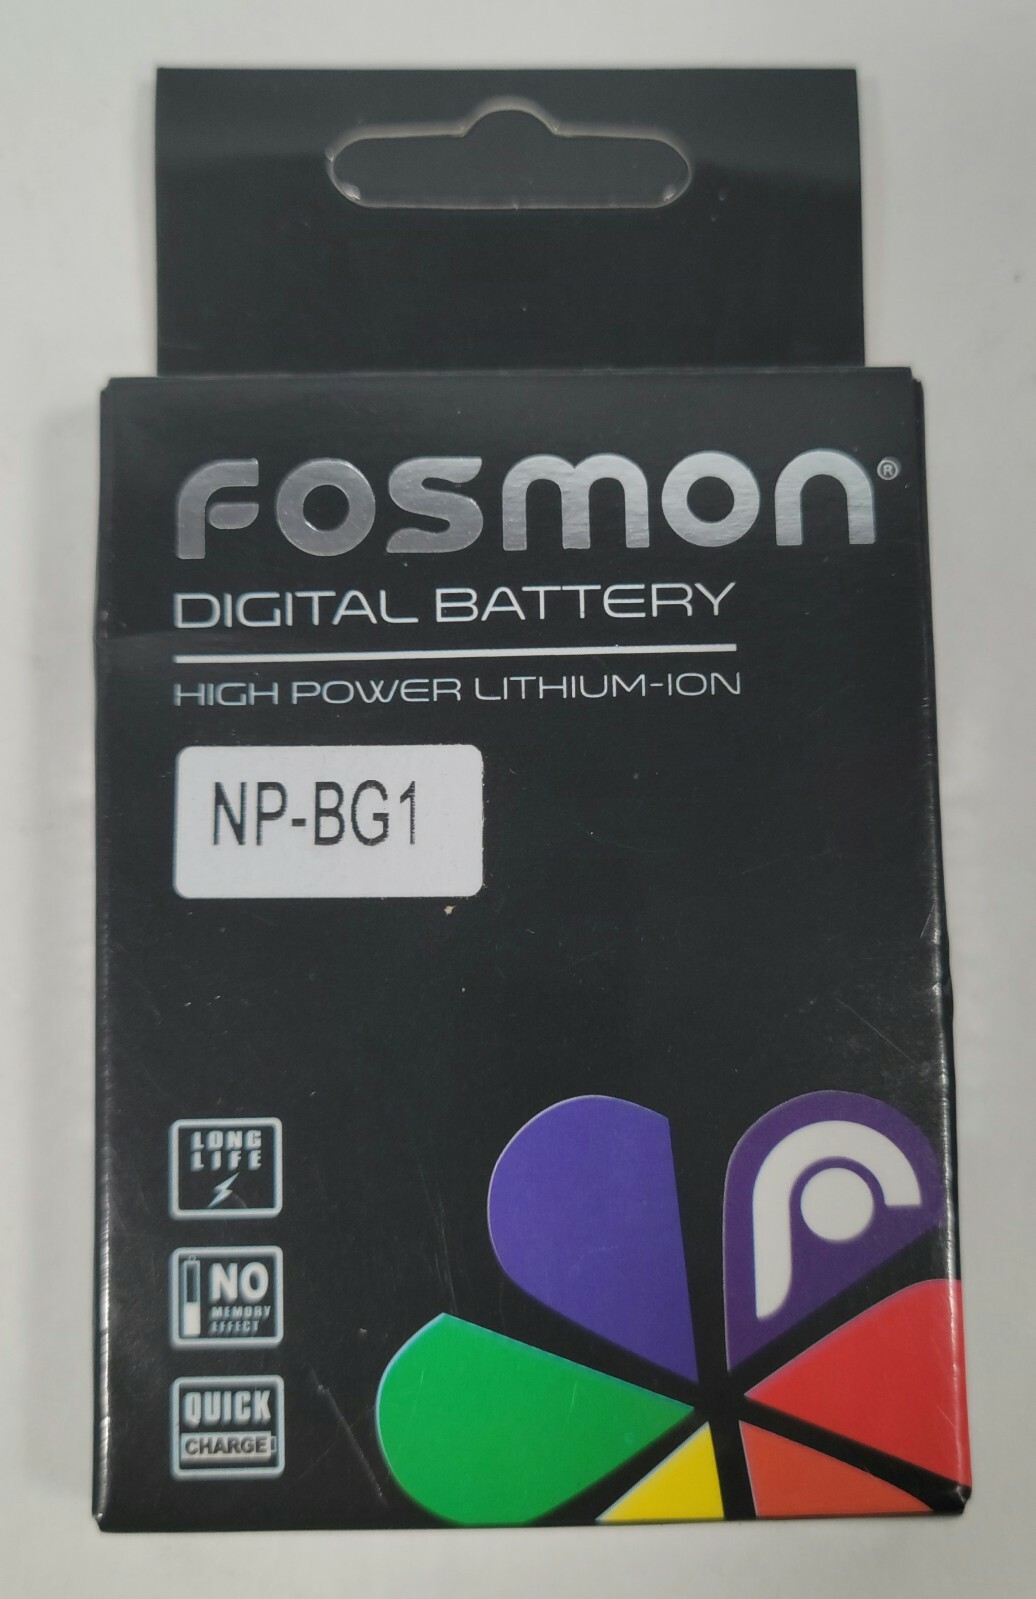 FOSMON®
DIGITAL BATTERY
HIGH POWER LITHIUM-ION
NP-BG1
LONG
LIFE
NO
MEMORY
EFFECT
QUICK
CHARGE